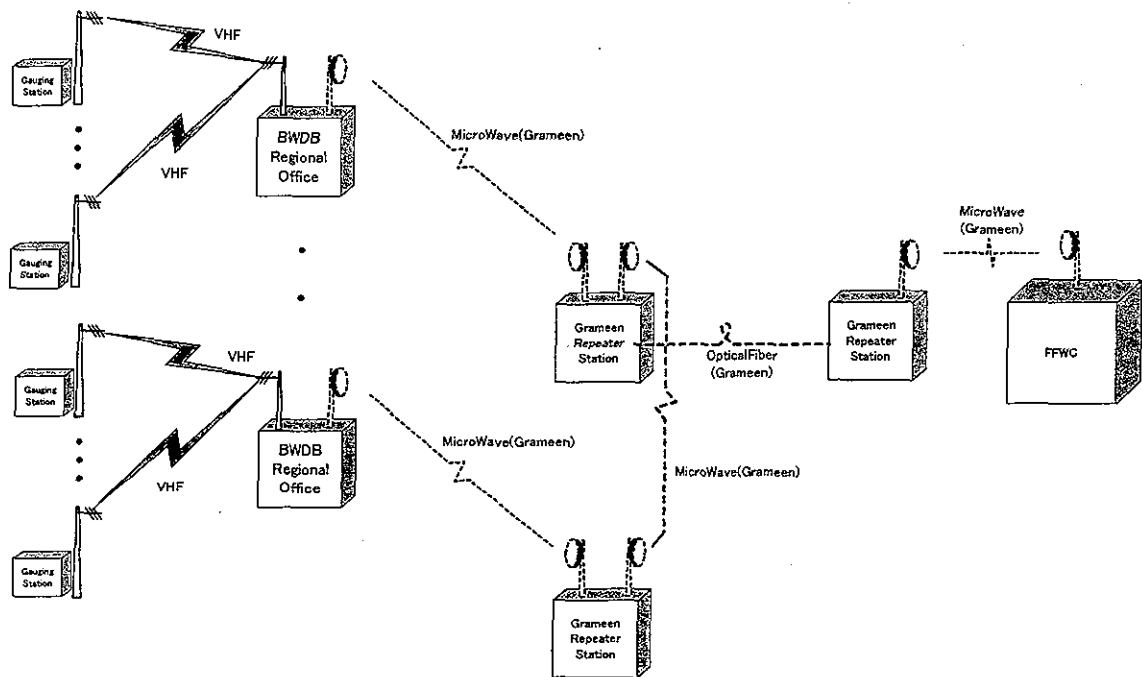 VHF
Gauging
Station
BWDB
Regional
Office
MicroWave(Grameen)
VHF
MicroWave
(Grameen)
Gauging
Station
Grameen
Repeater
Station
OpticalFiber
(Grameen)
Grameen
Repeater
Station
FFWC
VHF
Gauging
Station
BWDB
Regional
Office
MicroWave(Grameen)
MicroWave(Grameen)
VHF
Gauging
Station
Grameen
Repeater
Station